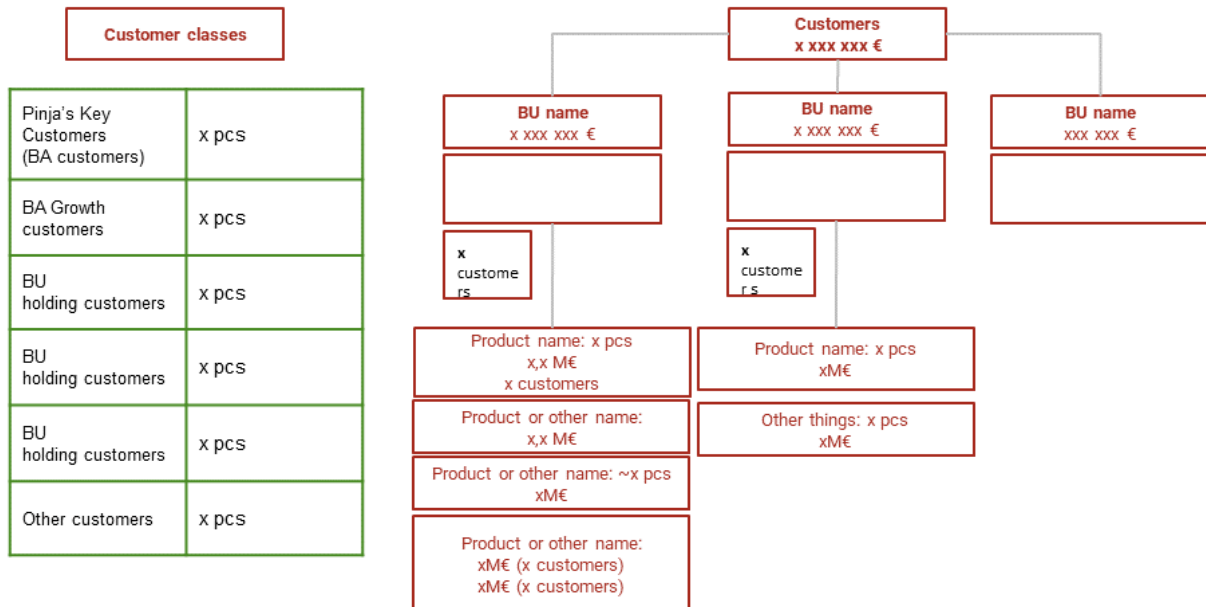 Customer classes
Pinja's Key
Customers
(BA customers)
x pcs
BA Growth
customers
x pcs
BU
holding customers
x pcs
BU
holding customers
x pcs
BU
holding customers
x pcs
Other customers
x pcs
Customers
x xxx xxx €
BU name
x xxx xxx €
BU name
x xxx xxx €
BU name
xxx xxx €
x
custome
rs
x
custome
r s
Product name: x pcs
x,x M€
x customers
Product or other name:
x,x M€
Product or other name: ~x pcs
xM€
Product or other name:
xM€ (x customers)
xM€ (x customers)
Product name: x pcs
xM€
Other things: x pcs
xM€